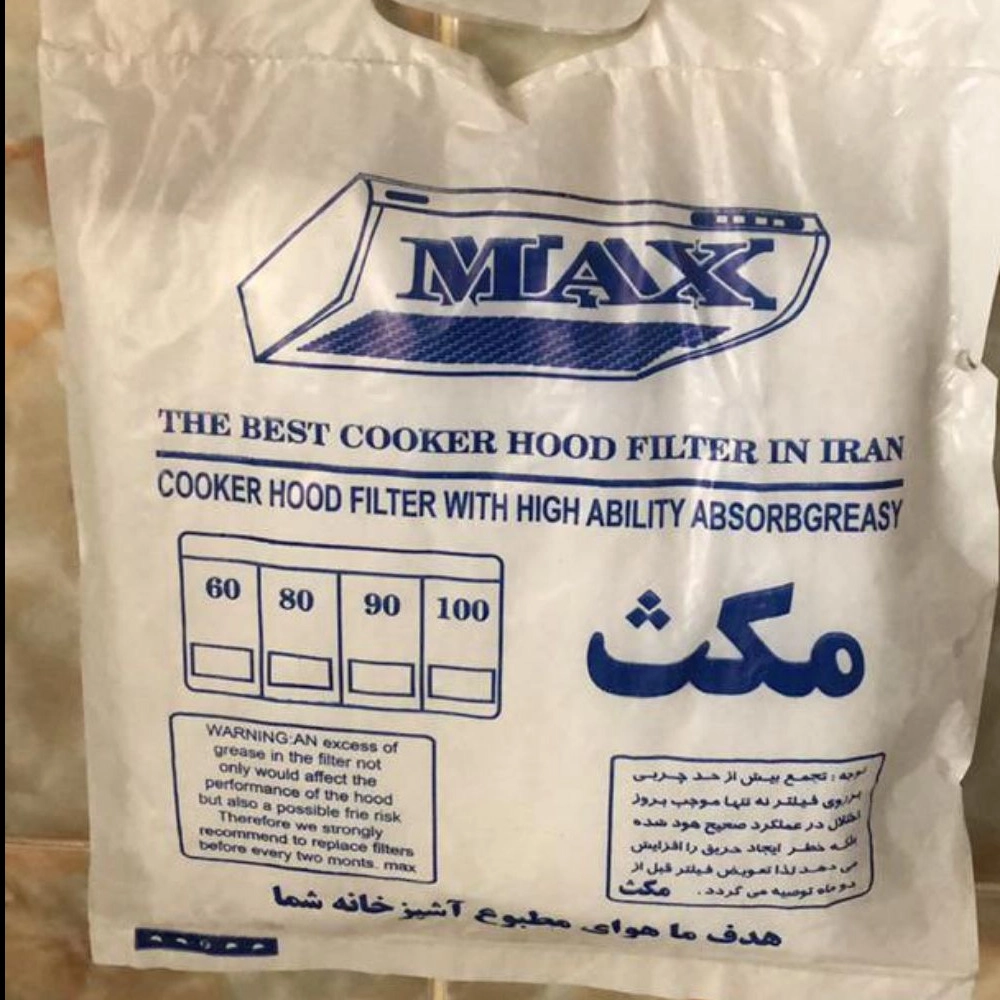 MAX
THE BEST COOKER HOOD FILTER IN IRAN
COOKER HOOD FILTER WITH HIGH ABILITY ABSORBGREASY
60 80 90 100
مکث
WARNING:AN excess of
grease in the filter not
only would affect the
performance of the hood
but also a possible frie risk
Therefore we strongly
recommend to replace filters
before every two monts. max
توجه : تجمع بیش از حد چربی
بر روی فیلتر نه تنها موجب بروز
اختلال در عملکرد صحیح هود شده
بلکه خطر ایجاد حریق را افزایش
می دهد لذا تعویض فیلتر قبل از
دو ماه توصیه می گردد. مکث
هدف ما هوای مطبوع آشپزخانه شما